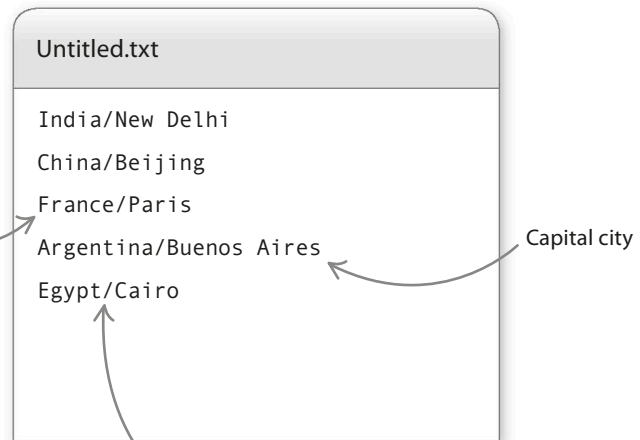 Untitled.txt
India/New Delhi
China/Beijing
France/Paris
Argentina/Buenos Aires
Capital city
Egypt/Cairo